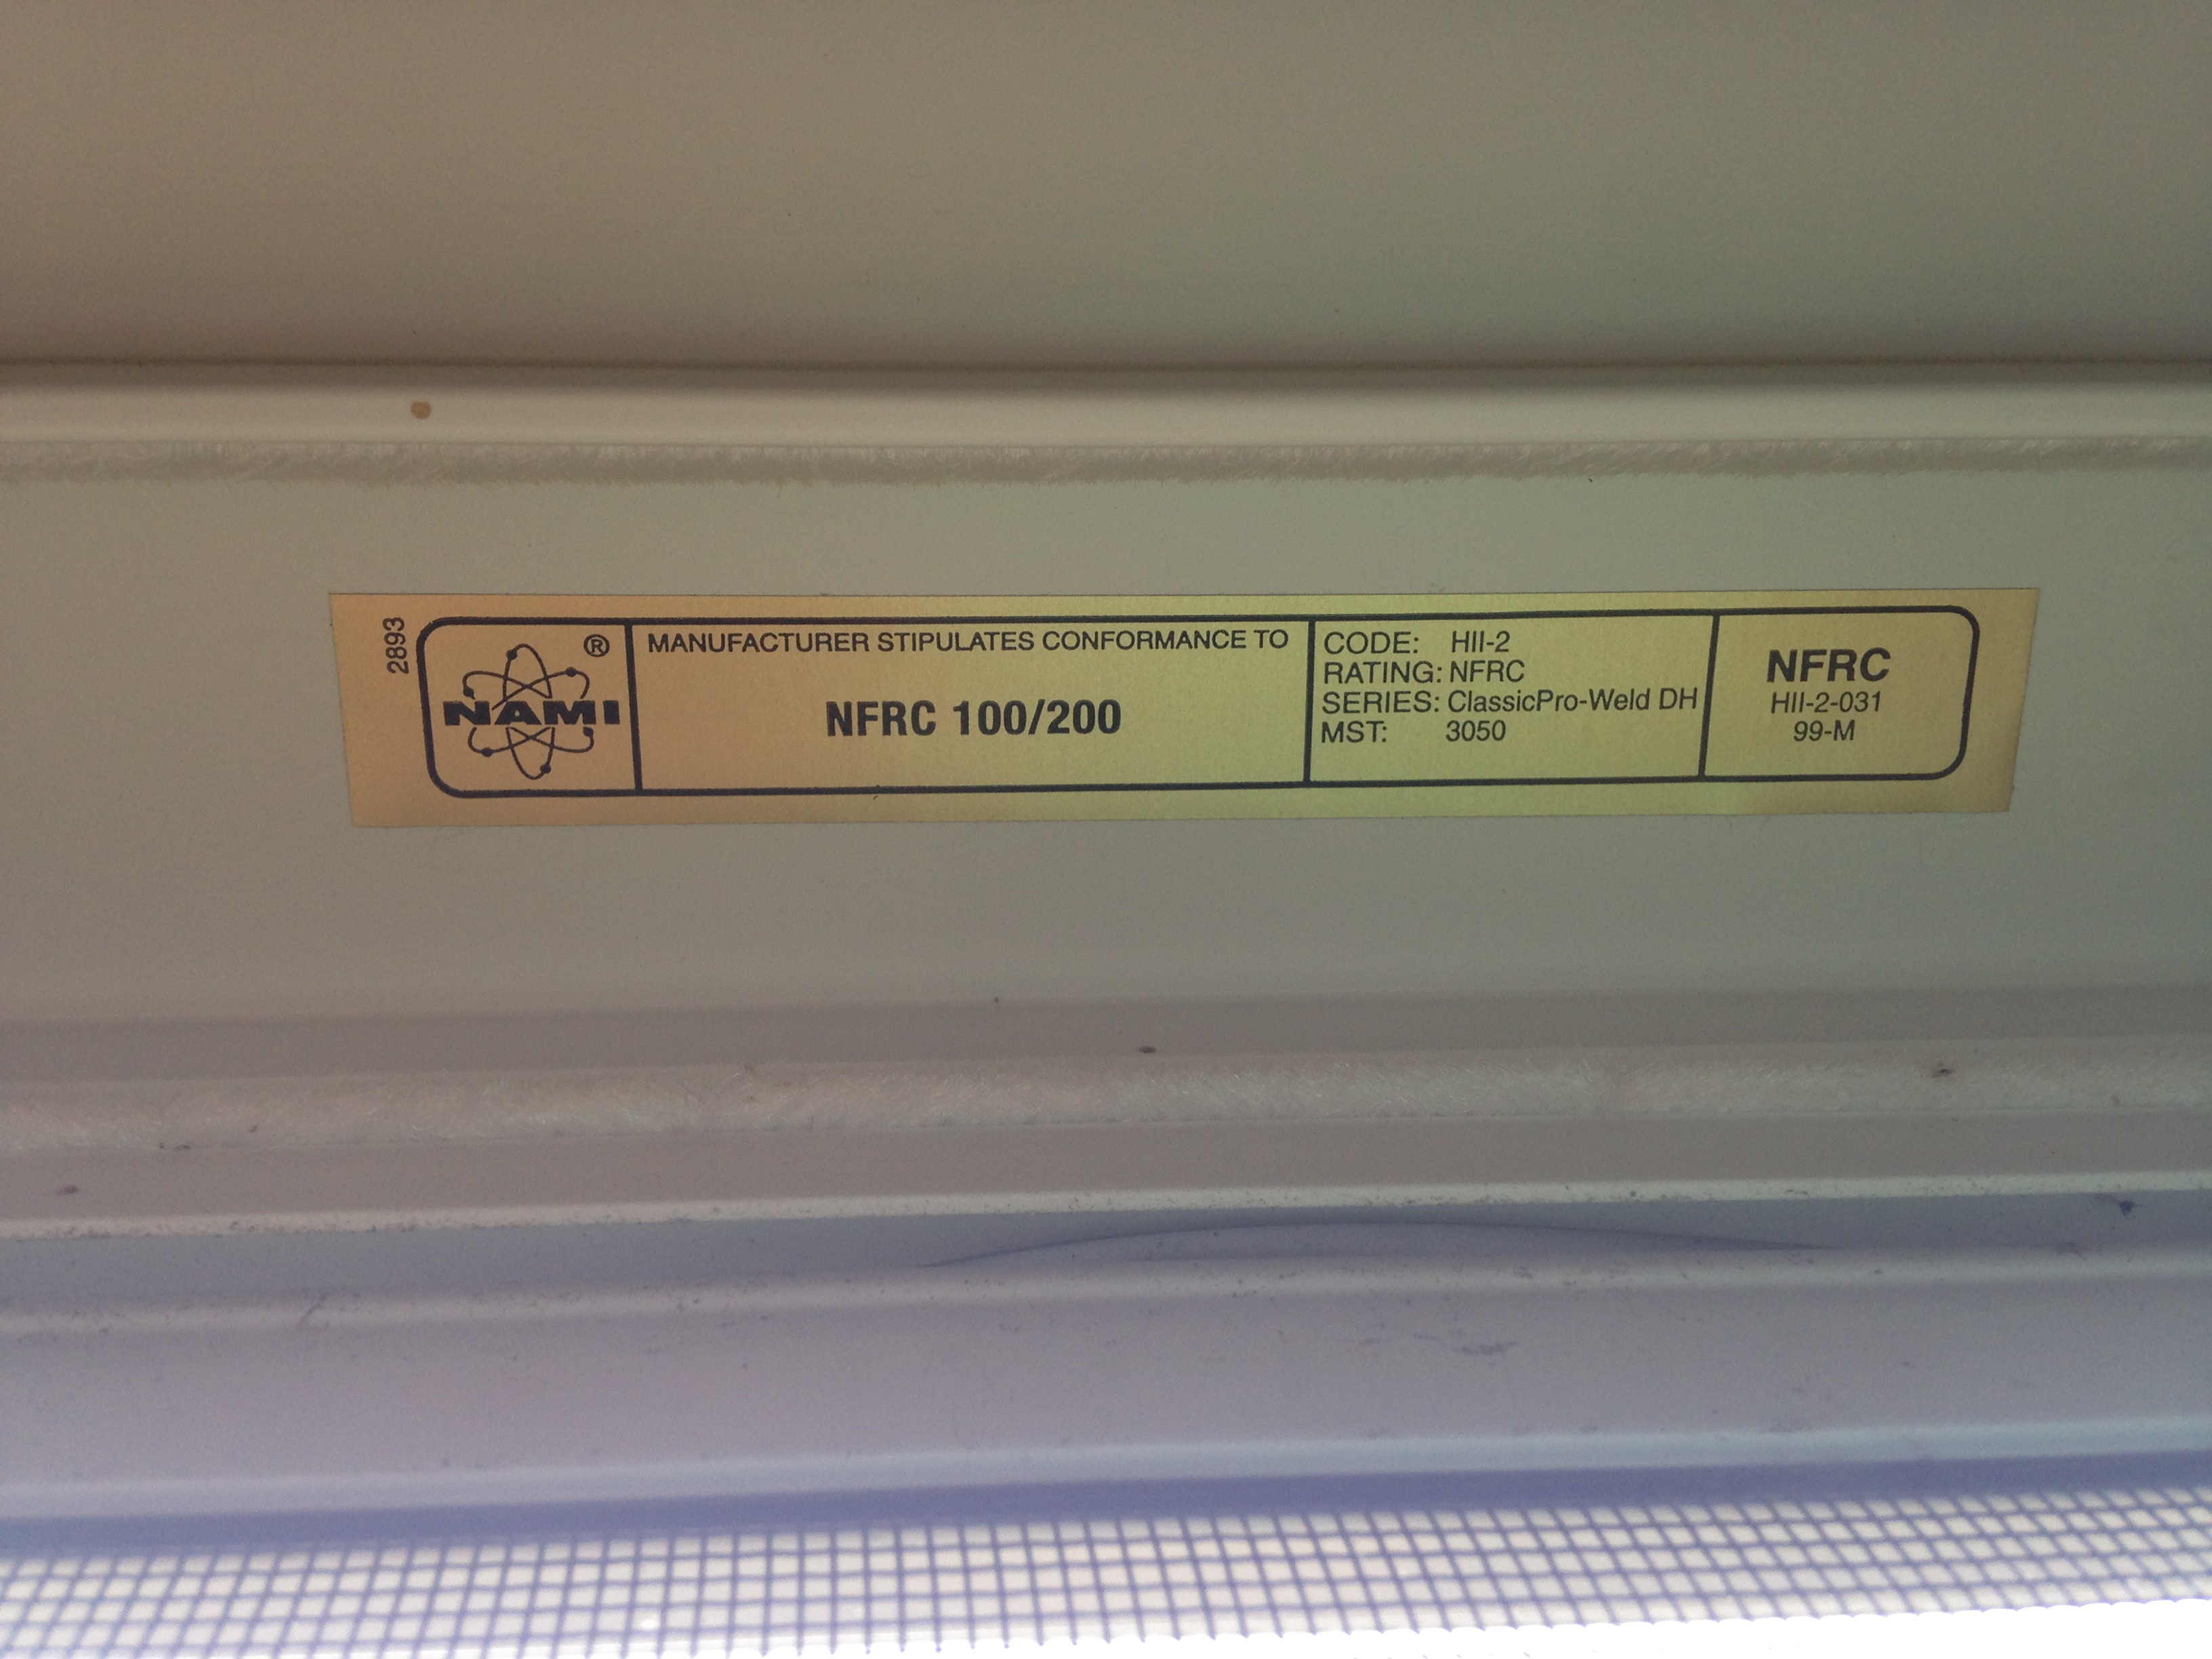 2893
NAMI ®
MANUFACTURER STIPULATES CONFORMANCE TO
NFRC 100/200
CODE: HII-2
RATING: NFRC
SERIES: ClassicPro-Weld DH
MST: 3050
NFRC
HII-2-031
99-M